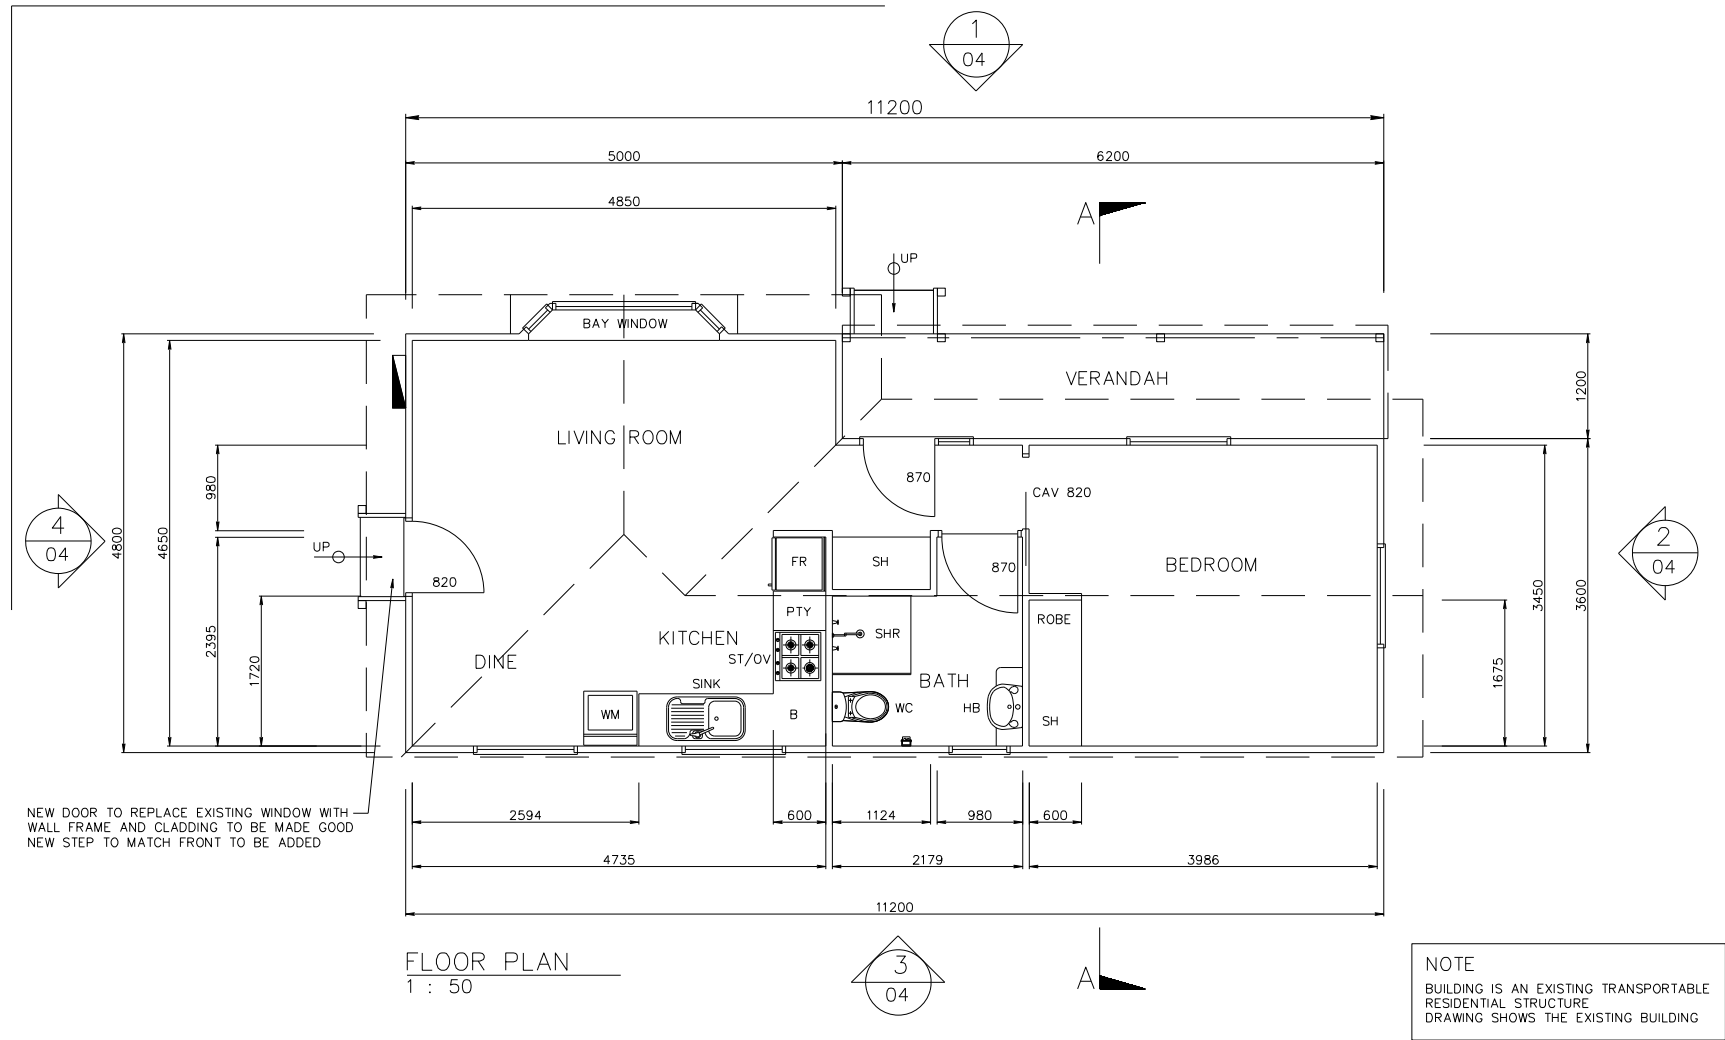 1
04
11200
5000
6200
4850
A
UP
BAY WINDOW
VERANDAH
1200
LIVING ROOM
980
870
CAV 820
4
04
4800
4650
UP
820
FR
SH
870
BEDROOM
2
04
3450
3600
2395
1720
PTY
KITCHEN
SHR
ROBE
DINE
ST/OV
SINK
BATH
1675
WM
B
WC
HB
SH
NEW DOOR TO REPLACE EXISTING WINDOW WITH
WALL FRAME AND CLADDING TO BE MADE GOOD
NEW STEP TO MATCH FRONT TO BE ADDED
2594
600
1124
980
600
4735
2179
3986
11200
FLOOR PLAN
1 : 50
3
04
A
NOTE
BUILDING IS AN EXISTING TRANSPORTABLE
RESIDENTIAL STRUCTURE
DRAWING SHOWS THE EXISTING BUILDING